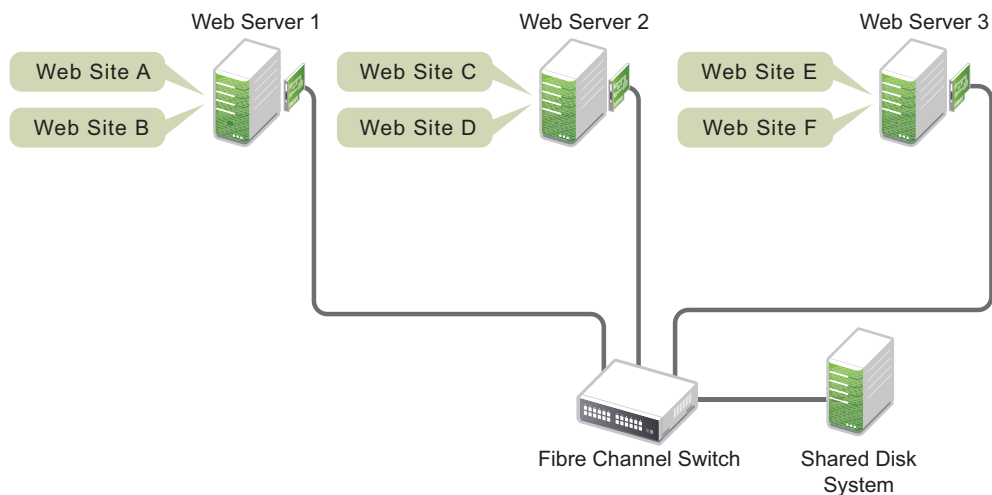 Web Server 1
Web Server 2
Web Server 3
Web Site A
Web Site C
Web Site E
Web Site B
Web Site D
Web Site F
Fibre Channel Switch
Shared Disk
System